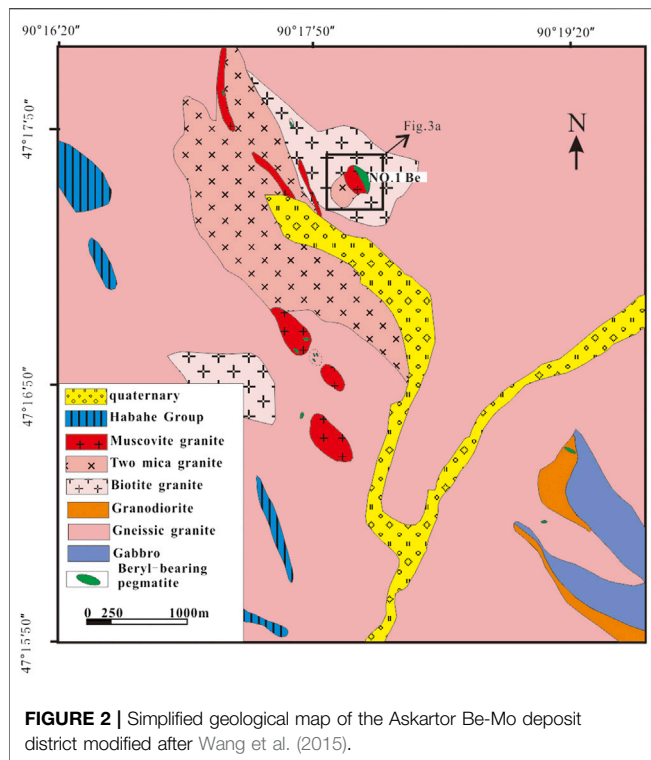 90°16′20″ 90°17′50″ 90°19′20″
47°17′50″
Fig.3a
N
NO.1 Be
47°16′50″
quaternary
Habahe Group
Muscovite granite
Two mica granite
Biotite granite
Granodiorite
Gneissic granite
Gabbro
Beryl-bearing
pegmatite
0 250 1000m
47°15′50″
FIGURE 2 | Simplified geological map of the Askartor Be-Mo deposit
district modified after Wang et al. (2015).